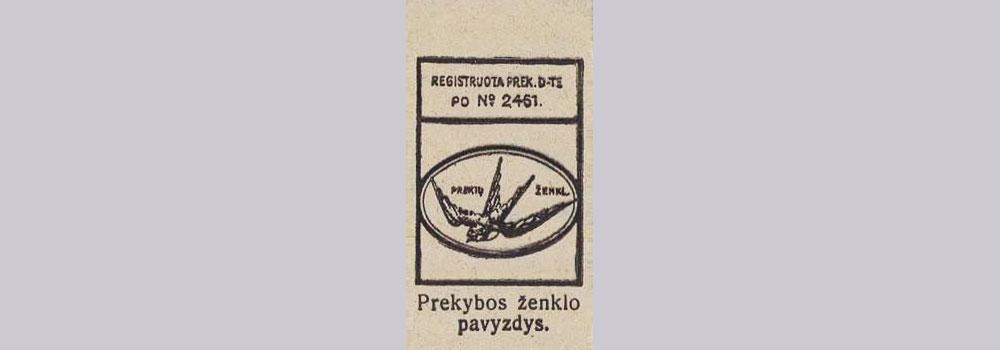 REGISTRUOTA PREK. D-TE
PO № 2461.
PREKIŲ ŽENKL.
Prekybos ženklo
pavyzdys.